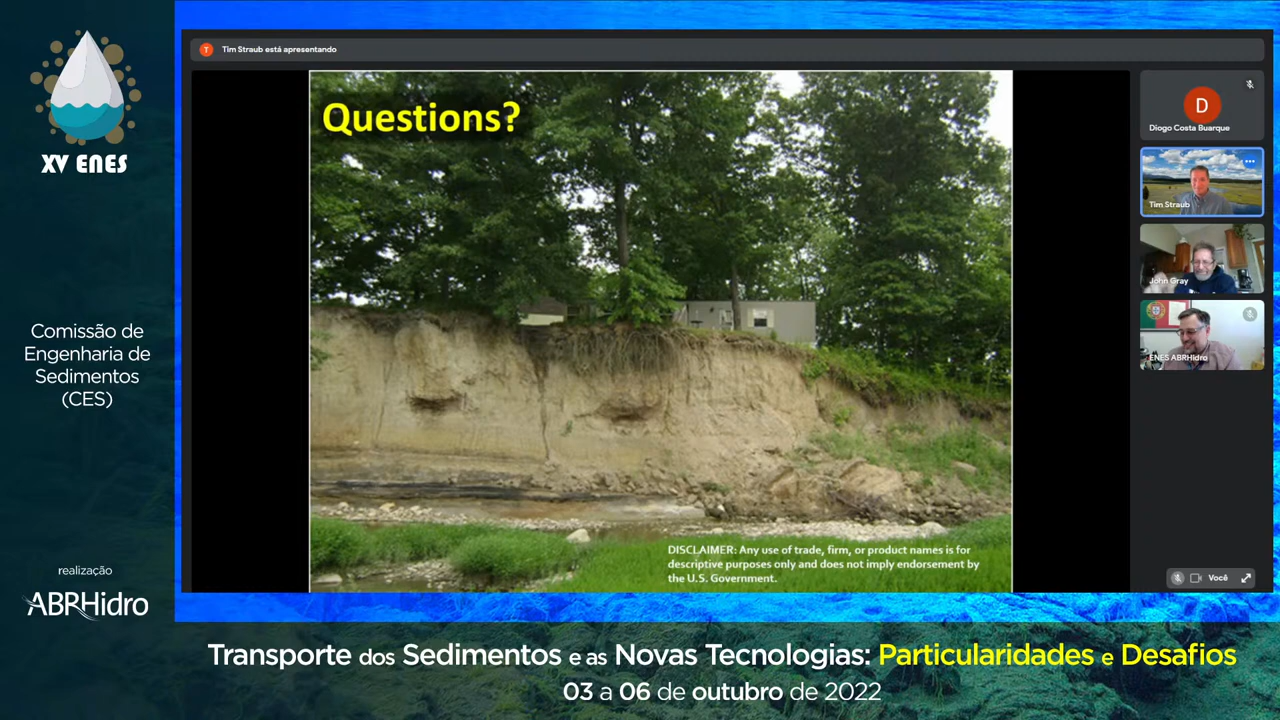 XV ENES
Comissão de
Engenharia de
Sedimentos
(CES)
realização
ABRHidro
T
Tim Straub está apresentando
Questions?
DISCLAIMER: Any use of trade, firm, or product names is for
descriptive purposes only and does not imply endorsement by
the U.S. Government.
D
Diogo Costa Buarque
Tim Straub
John Gray
ENES ABRHidro
Você
Transporte dos Sedimentos e as Novas Tecnologias: Particularidades e Desafios
03 a 06 de outubro de 2022